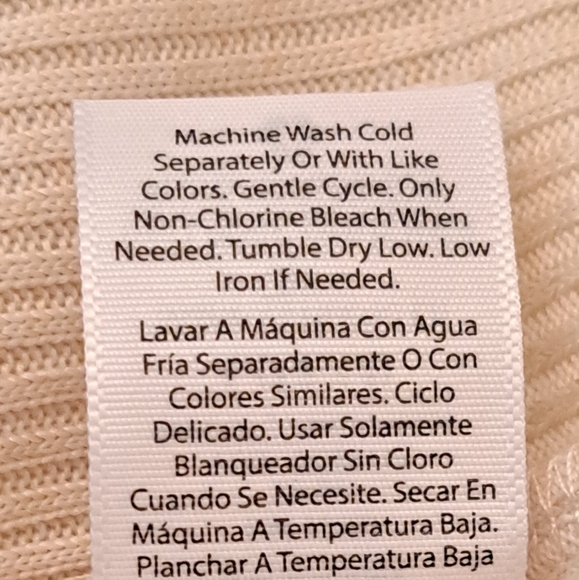 Machine Wash Cold
Separately Or With Like
Colors. Gentle Cycle. Only
Non-Chlorine Bleach When
Needed. Tumble Dry Low. Low
Iron If Needed.
Lavar A Máquina Con Agua
Fría Separadamente O Con
Colores Similares. Ciclo
Delicado. Usar Solamente
Blanqueador Sin Cloro
Cuando Se Necesite. Secar En
Máquina A Temperatura Baja.
Planchar A Temperatura Baja